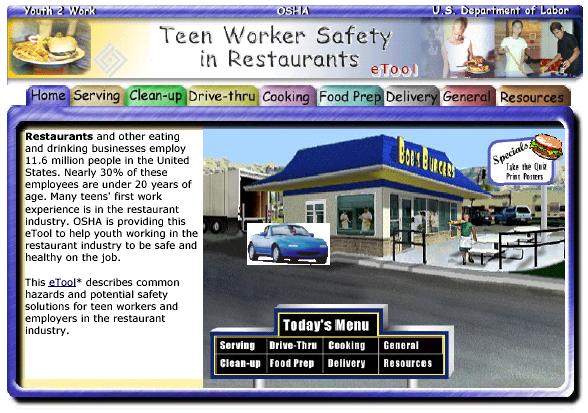 Youth 2 Work OSHA U.S. Department of Labor
Teen Worker Safety
in Restaurants
eTool
Home Serving Clean-up Drive-thru Cooking Food Prep Delivery General Resources
Restaurants and other eating
and drinking businesses employ
11.6 million people in the United
States. Nearly 30% of these
employees are under 20 years of
age. Many teens' first work
experience is in the restaurant
industry. OSHA is providing this
eTool to help youth working in the
restaurant industry to be safe and
healthy on the job.
This eTool* describes common
hazards and potential safety
solutions for teen workers and
employers in the restaurant
industry.
Bob's Burgers
Specials
Take the Quiz
Print Posters
Today's Menu
Serving Drive-Thru Cooking General
Clean-up Food Prep Delivery Resources